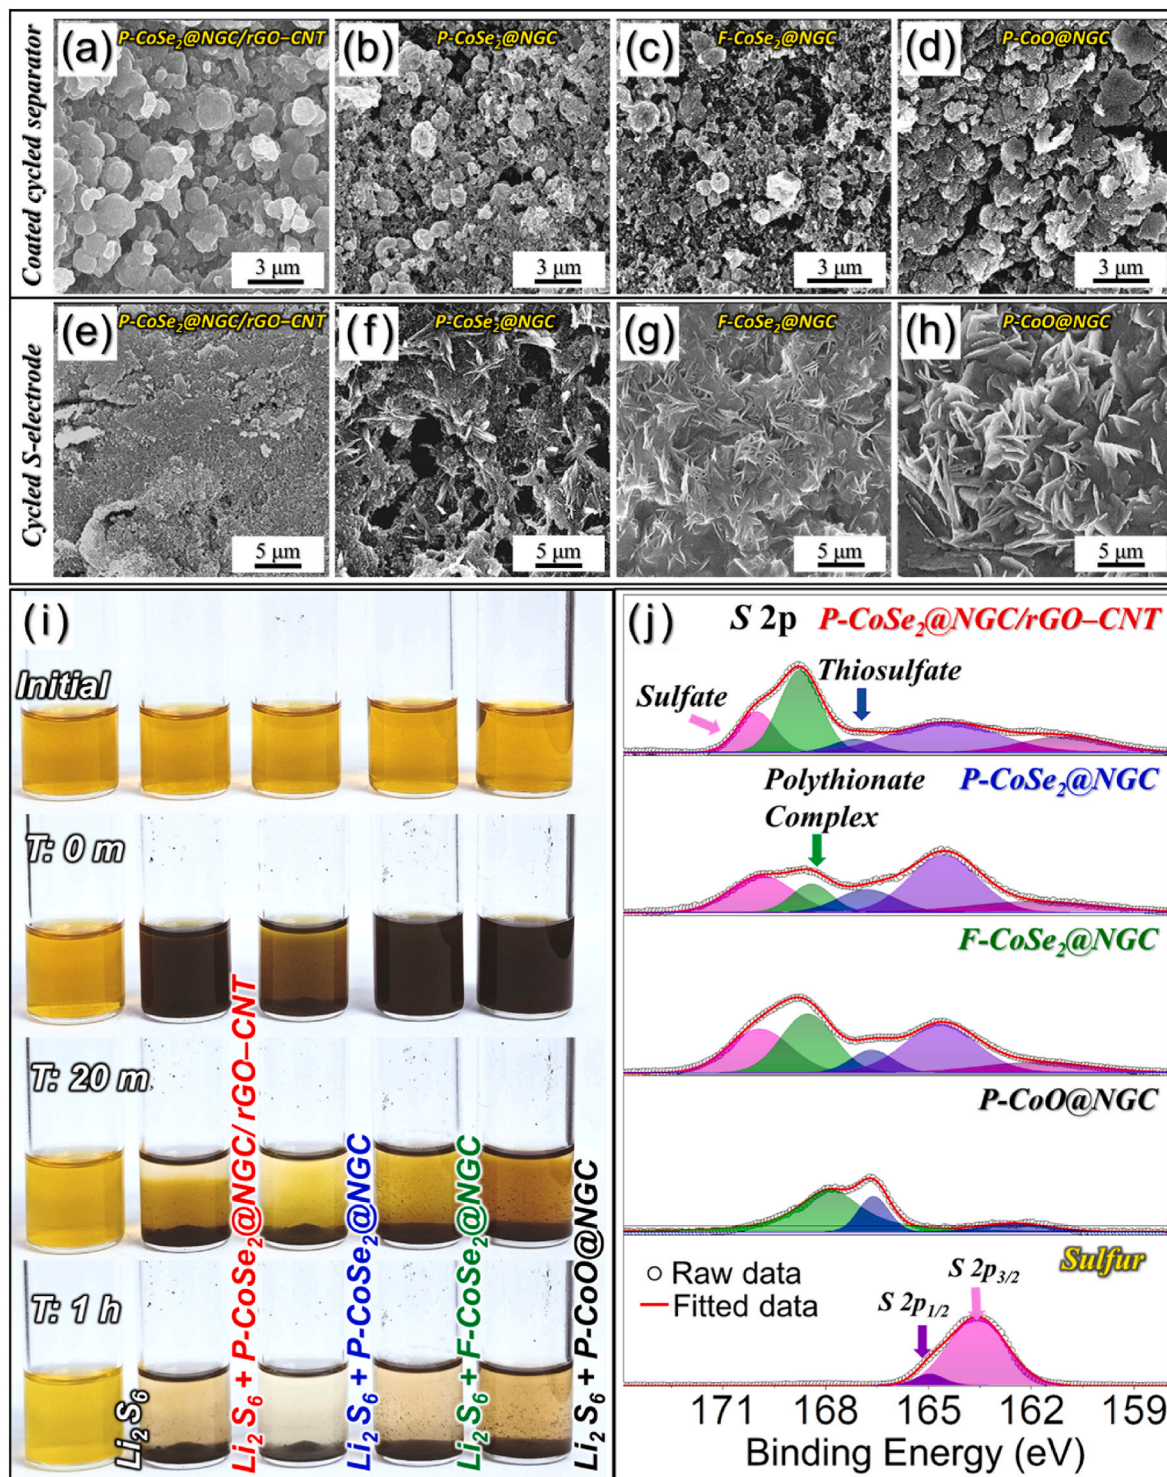 Coated cycled separator
(a) P-CoSe₂@NGC/rGO–CNT
3 μm
(b) P-CoSe₂@NGC
3 μm
(c) F-CoSe₂@NGC
3 μm
(d) P-CoO@NGC
3 μm
Cycled S-electrode
(e) P-CoSe₂@NGC/rGO–CNT
5 μm
(f) P-CoSe₂@NGC
5 μm
(g) F-CoSe₂@NGC
5 μm
(h) P-CoO@NGC
5 μm
(i)
Initial
T: 0 m
T: 20 m
T: 1 h
Li₂S₆
Li₂S₆ + P-CoSe₂@NGC/ rGO–CNT
Li₂S₆ + P-CoSe₂@NGC
Li₂S₆ + F-CoSe₂@NGC
Li₂S₆ + P-CoO@NGC
(j)
S 2p P-CoSe₂@NGC/rGO–CNT
Thiosulfate
Sulfate
P-CoSe₂@NGC
Polythionate
Complex
F-CoSe₂@NGC
P-CoO@NGC
Sulfur
Raw data
Fitted data
S 2p₃/₂
S 2p₁/₂
171 168 165 162 159
Binding Energy (eV)